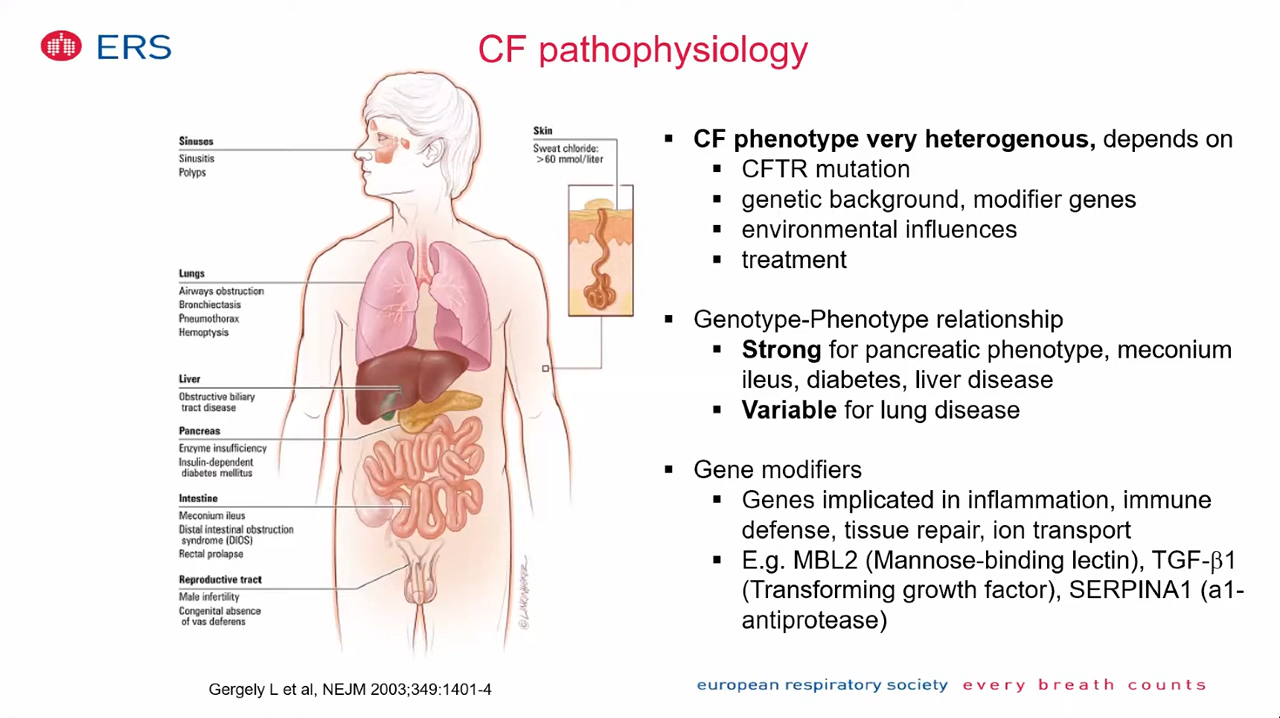 ERS
CF pathophysiology
Sinuses
Sinusitis
Polyps
Skin
Sweat chloride:
>60 mmol/liter
Lungs
Airways obstruction
Bronchiectasis
Pneumothorax
Hemoptysis
Liver
Obstructive biliary
tract disease
Pancreas
Enzyme insufficiency
Insulin-dependent
diabetes mellitus
Intestine
Meconium ileus
Distal intestinal obstruction
syndrome (DIOS)
Rectal prolapse
Reproductive tract
Male infertility
Congenital absence
of vas deferens
▪ CF phenotype very heterogenous, depends on
▪ CFTR mutation
▪ genetic background, modifier genes
▪ environmental influences
▪ treatment
▪ Genotype-Phenotype relationship
▪ Strong for pancreatic phenotype, meconium
ileus, diabetes, liver disease
▪ Variable for lung disease
▪ Gene modifiers
▪ Genes implicated in inflammation, immune
defense, tissue repair, ion transport
▪ E.g. MBL2 (Mannose-binding lectin), TGF-β1
(Transforming growth factor), SERPINA1 (a1-
antiprotease)
Gergely L et al, NEJM 2003;349:1401-4
european respiratory society every breath counts